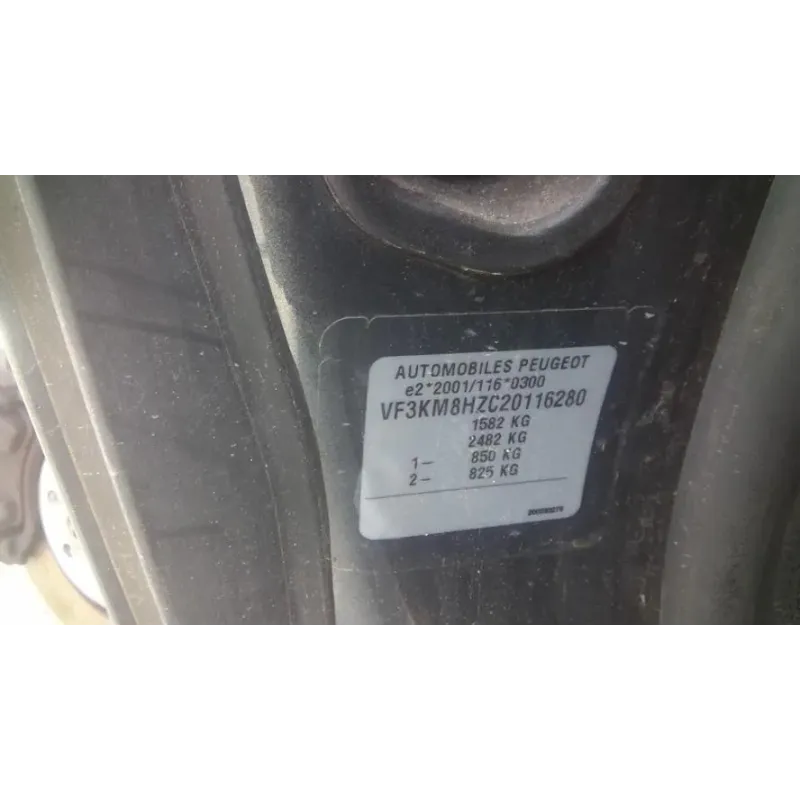 AUTOMOBILES PEUGEOT
e2*2001/116*0300
VF3KM8HZC20116280
1582 KG
2482 KG
1- 850 KG
2- 825 KG